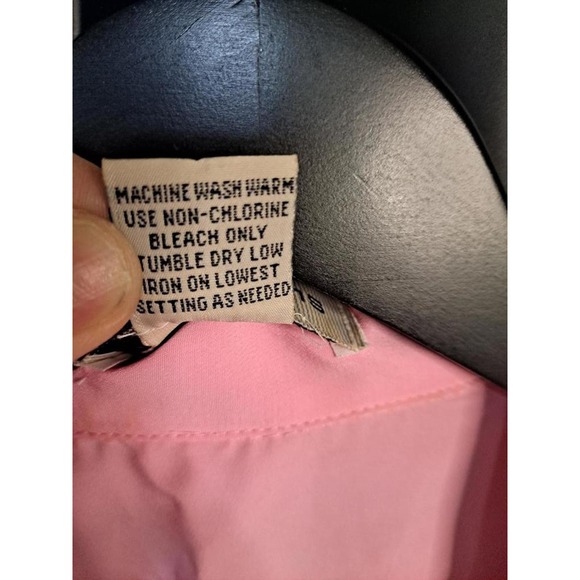 MACHINE WASH WARM
USE NON-CHLORINE
BLEACH ONLY
TUMBLE DRY LOW
IRON ON LOWEST
SETTING AS NEEDED